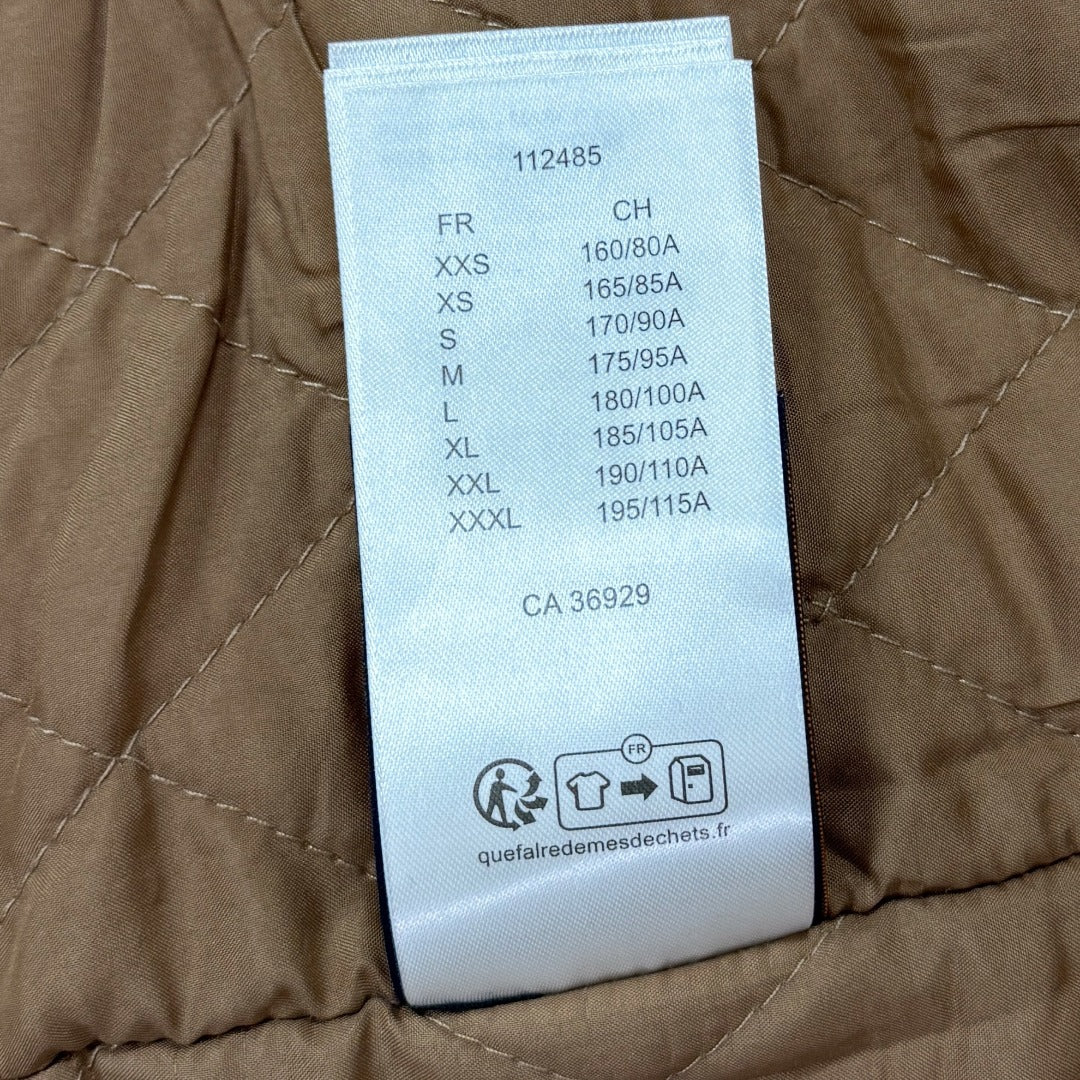 112485
FR CH
XXS 160/80A
XS 165/85A
S 170/90A
M 175/95A
L 180/100A
XL 185/105A
XXL 190/110A
XXXL 195/115A
CA 36929
FR
quefalredemesdechets.fr